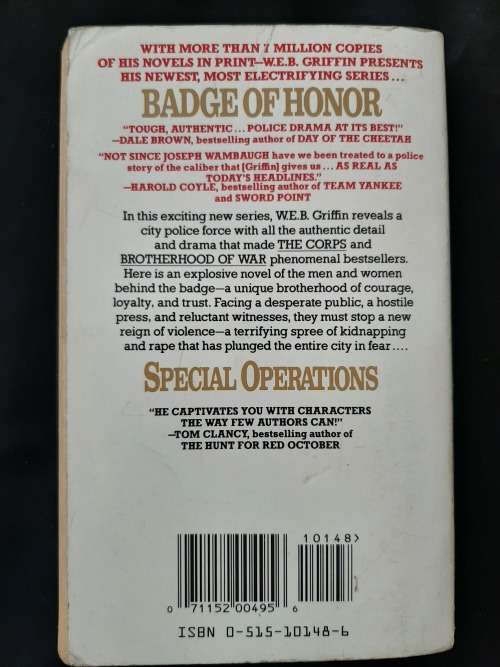 WITH MORE THAN 1 MILLION COPIES
OF HIS NOVELS IN PRINT—W.E.B. GRIFFIN PRESENTS
HIS NEWEST, MOST ELECTRIFYING SERIES...
BADGE OF HONOR
"TOUGH, AUTHENTIC... POLICE DRAMA AT ITS BEST!"
—DALE BROWN, bestselling author of DAY OF THE CHEETAH
"NOT SINCE JOSEPH WAMBAUGH have we been treated to a police
story of the caliber that [Griffin] gives us... AS REAL AS
TODAY'S HEADLINES."
—HAROLD COYLE, bestselling author of TEAM YANKEE
and SWORD POINT
In this exciting new series, W.E.B. Griffin reveals a
city police force with all the authentic detail
and drama that made THE CORPS and
BROTHERHOOD OF WAR phenomenal bestsellers.
Here is an explosive novel of the men and women
behind the badge—a unique brotherhood of courage,
loyalty, and trust. Facing a desperate public, a hostile
press, and reluctant witnesses, they must stop a new
reign of violence—a terrifying spree of kidnapping
and rape that has plunged the entire city in fear....
SPECIAL OPERATIONS
"HE CAPTIVATES YOU WITH CHARACTERS
THE WAY FEW AUTHORS CAN!"
—TOM CLANCY, bestselling author of
THE HUNT FOR RED OCTOBER
10148>
0 71152 00495 6
ISBN 0-515-10148-6